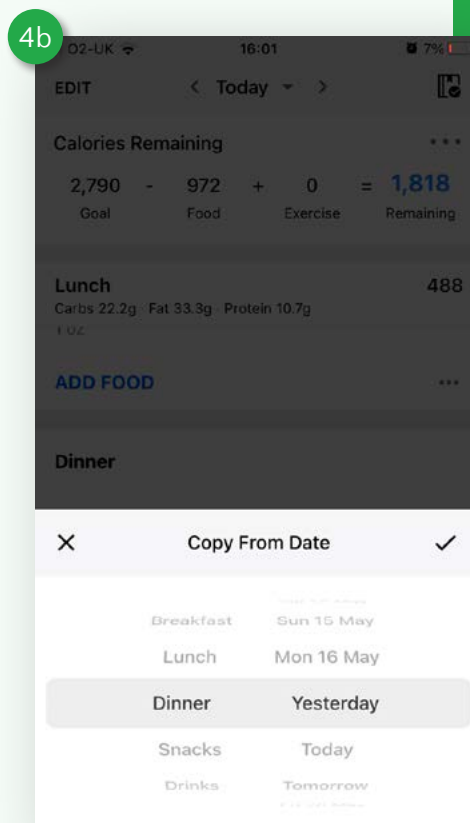 4b
O2-UK 16:01 7%
EDIT < Today >
Calories Remaining
2,790 - 972 + 0 = 1,818
Goal Food Exercise Remaining
Lunch 488
Carbs 22.2g · Fat 33.3g · Protein 10.7g
ADD FOOD
Dinner
Copy From Date
Breakfast Sun 15 May
Lunch Mon 16 May
Dinner Yesterday
Snacks Today
Drinks Tomorrow